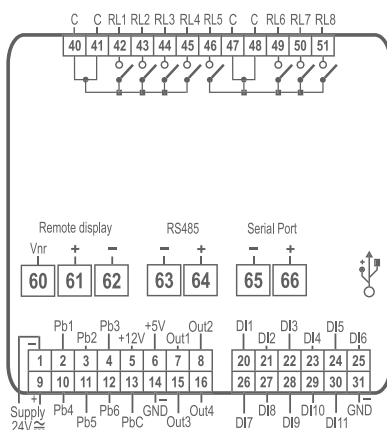 C C RL1 RL2 RL3 RL4 RL5 C C RL6 RL7 RL8
40 41 42 43 44 45 46 47 48 49 50 51
Remote display RS485 Serial Port
Vnr + − − + − +
60 61 62 63 64 65 66
Pb1 Pb3 +5V Out2 DI1 DI3 DI5
Pb2 +12V Out1 DI2 DI4 DI6
− 1 2 3 4 5 6 7 8 20 21 22 23 24 25
9 10 11 12 13 14 15 16 26 27 28 29 30 31
+ − −
Supply Pb4 Pb6 GND Out4 DI8 DI10 GND
24V Pb5 PbC Out3 DI7 DI9 DI11